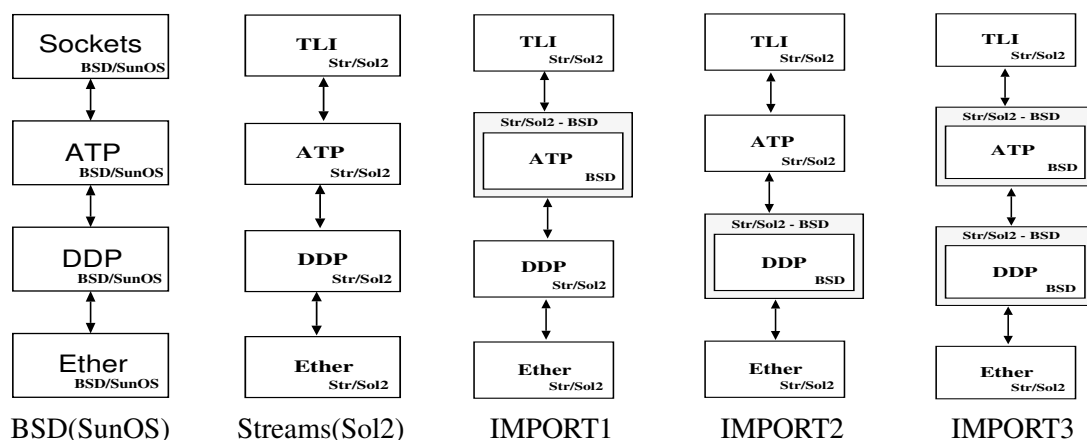 Sockets
BSD/SunOS
ATP
BSD/SunOS
DDP
BSD/SunOS
Ether
BSD/SunOS
BSD(SunOS)
TLI
Str/Sol2
ATP
Str/Sol2
DDP
Str/Sol2
Ether
Str/Sol2
Streams(Sol2)
TLI
Str/Sol2
Str/Sol2 - BSD
ATP
BSD
DDP
Str/Sol2
Ether
Str/Sol2
IMPORT1
TLI
Str/Sol2
ATP
Str/Sol2
Str/Sol2 - BSD
DDP
BSD
Ether
Str/Sol2
IMPORT2
TLI
Str/Sol2
Str/Sol2 - BSD
ATP
BSD
Str/Sol2 - BSD
DDP
BSD
Ether
Str/Sol2
IMPORT3